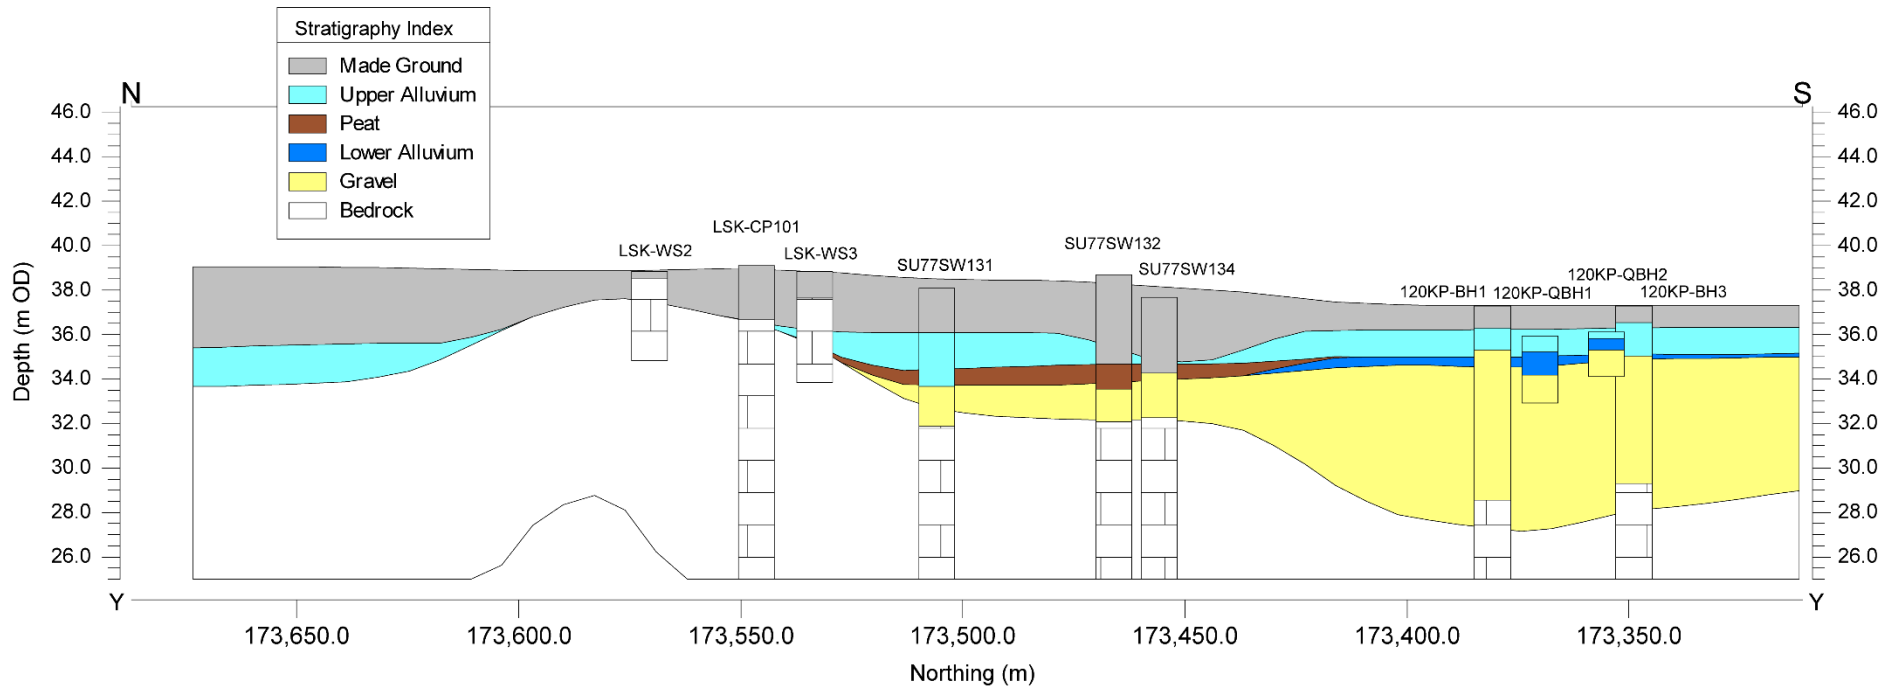 Stratigraphy Index
Made Ground
Upper Alluvium
Peat
Lower Alluvium
Gravel
Bedrock
N
S
46.0
44.0
42.0
40.0
38.0
36.0
34.0
32.0
30.0
28.0
26.0
Depth (m OD)
LSK-WS2
LSK-CP101
LSK-WS3
SU77SW131
SU77SW132
SU77SW134
120KP-BH1
120KP-QBH1
120KP-QBH2
120KP-BH3
46.0
44.0
42.0
40.0
38.0
36.0
34.0
32.0
30.0
28.0
26.0
Depth (m OD)
Y
Y
173,650.0
173,600.0
173,550.0
173,500.0
173,450.0
173,400.0
173,350.0
Northing (m)